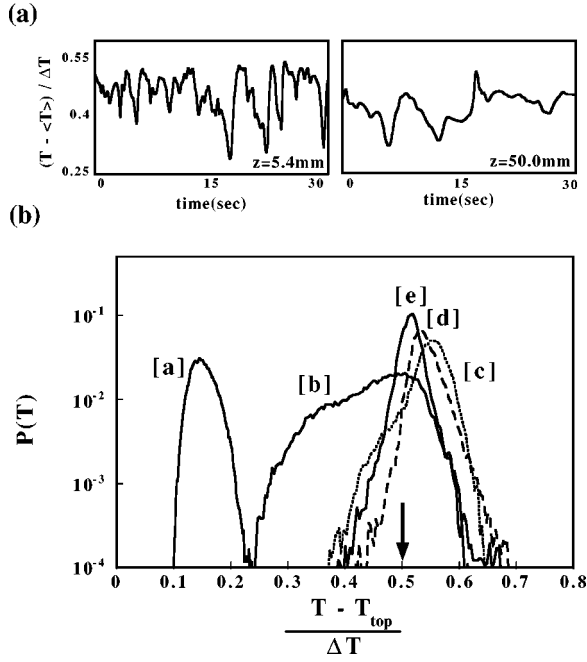 (a)
(T - <T>) / ΔT
0.55
0.4
0.25
z=5.4mm
z=50.0mm
0 15 30
0 15 30
time(sec)
time(sec)
(b)
P(T)
10^-1
10^-2
10^-3
10^-4
[a]
[b]
[e]
[d]
[c]
0 0.1 0.2 0.3 0.4 0.5 0.6 0.7 0.8
T - T_top
ΔT